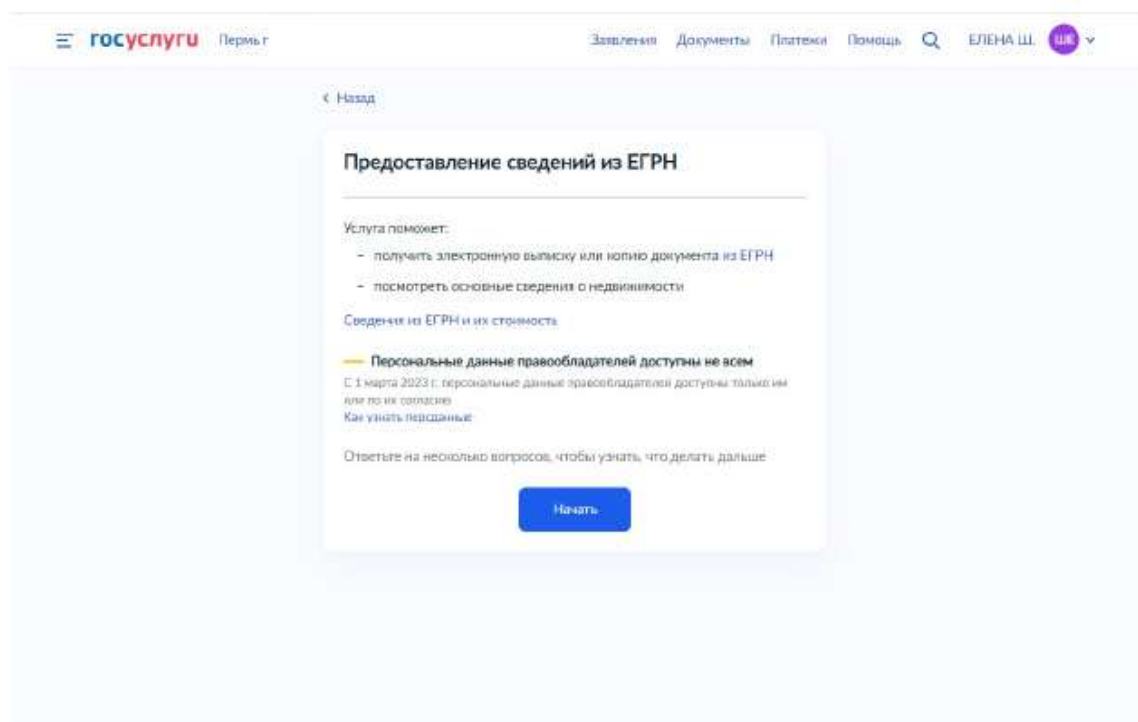 госуслуги Пермь г Заявления Документы Платежи Помощь ЕЛЕНА Ш. ШЕ
Назад
Предоставление сведений из ЕГРН
Услуга поможет:
– получить электронную выписку или копию документа из ЕГРН
– посмотреть основные сведения о недвижимости
Сведения из ЕГРН и их стоимость
Персональные данные правообладателей доступны не всем
С 1 марта 2023 г. персональные данные правообладателей доступны только им
или по их согласию
Как узнать персданные
Ответьте на несколько вопросов, чтобы узнать, что делать дальше
Начать